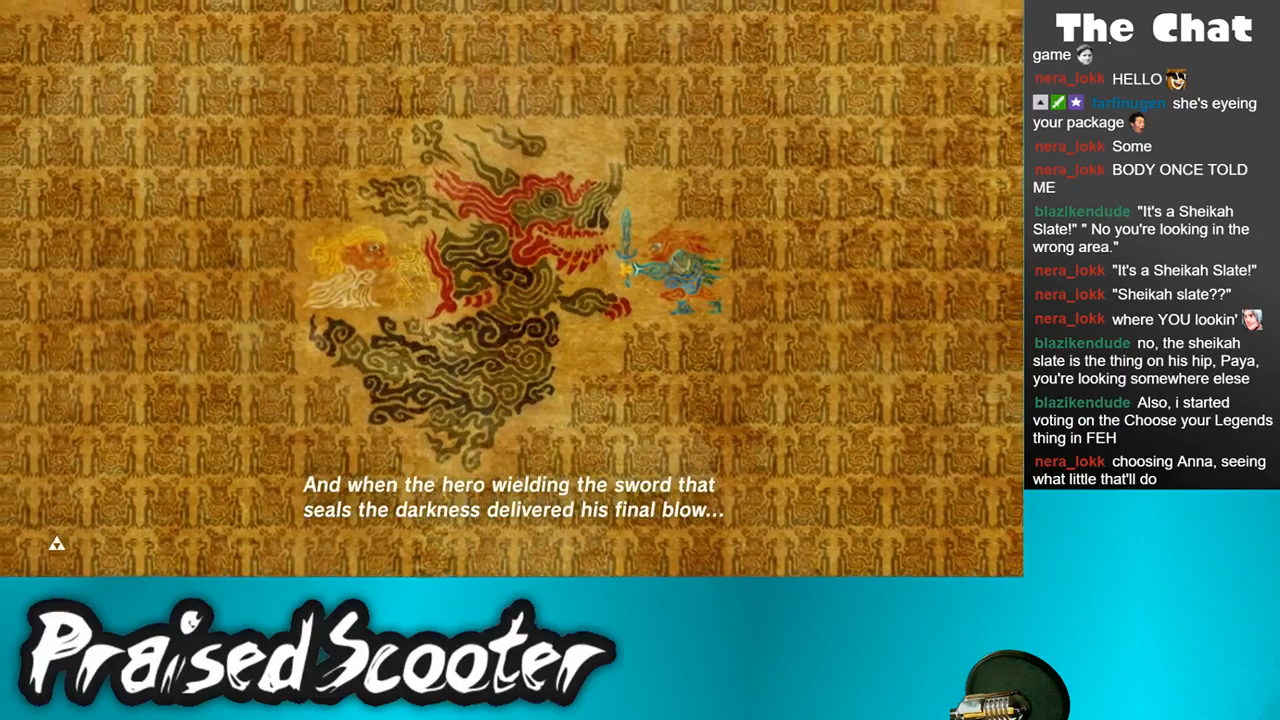 The Chat
game
nera_lokk HELLO
farfinugen she's eyeing
your package
nera_lokk Some
nera_lokk BODY ONCE TOLD
ME
blazikendude "It's a Sheikah
Slate!" " No you're looking in the
wrong area."
nera_lokk "It's a Sheikah Slate!"
nera_lokk "Sheikah slate??"
nera_lokk where YOU lookin'
blazikendude no, the sheikah
slate is the thing on his hip, Paya,
you're looking somewhere elese
blazikendude Also, i started
voting on the Choose your Legends
thing in FEH
nera_lokk choosing Anna, seeing
what little that'll do
And when the hero wielding the sword that
seals the darkness delivered his final blow...
PraisedScooter